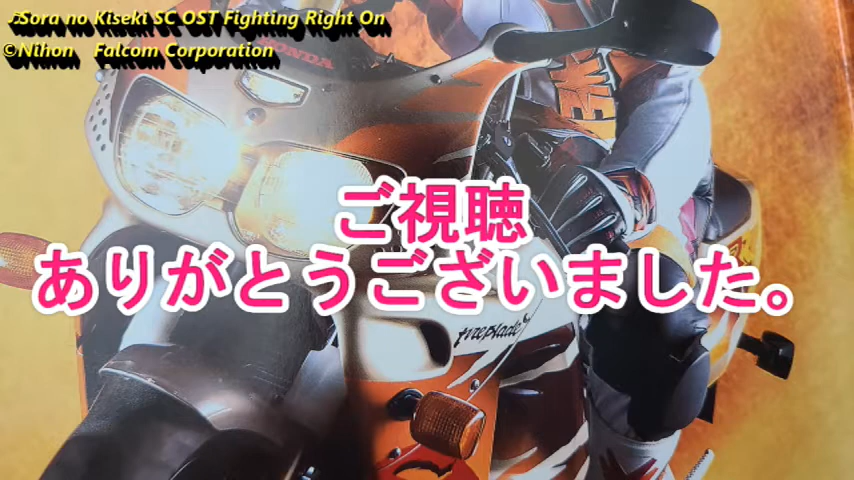 ♪Sora no Kiseki SC OST Fighting Right On
©Nihon Falcom Corporation
HONDA
ご視聴
ありがとうございました。
fireblade